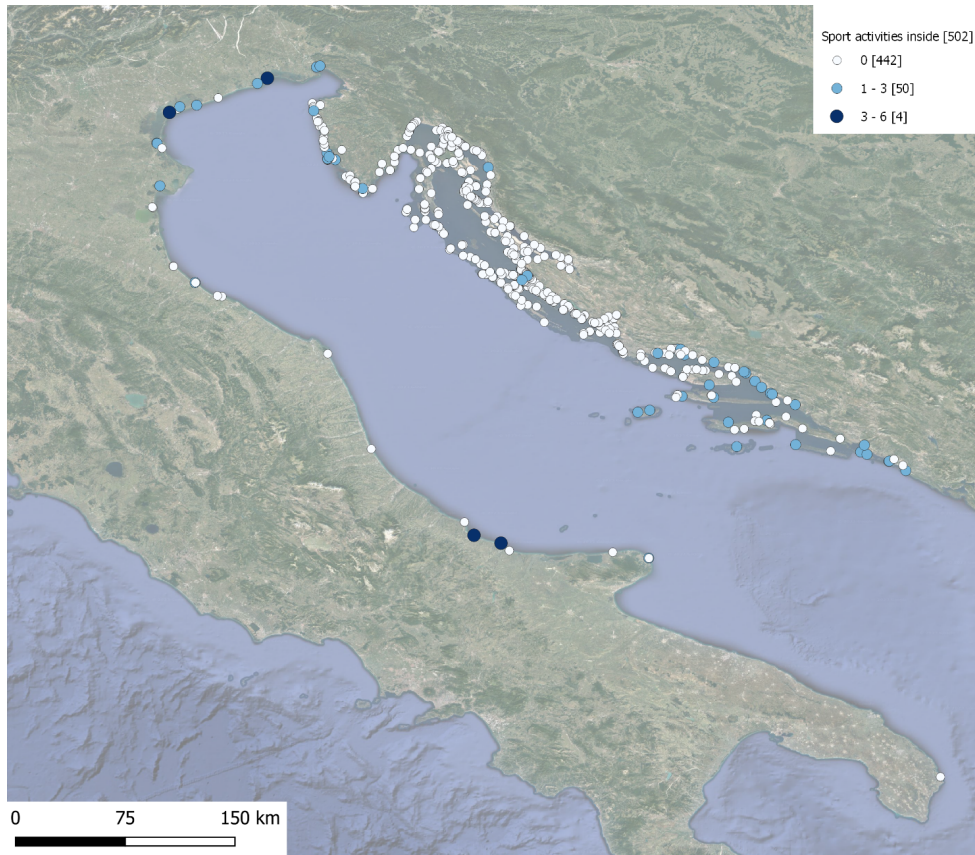 Sport activities inside [502]
0 [442]
1 - 3 [50]
3 - 6 [4]
0 75 150 km